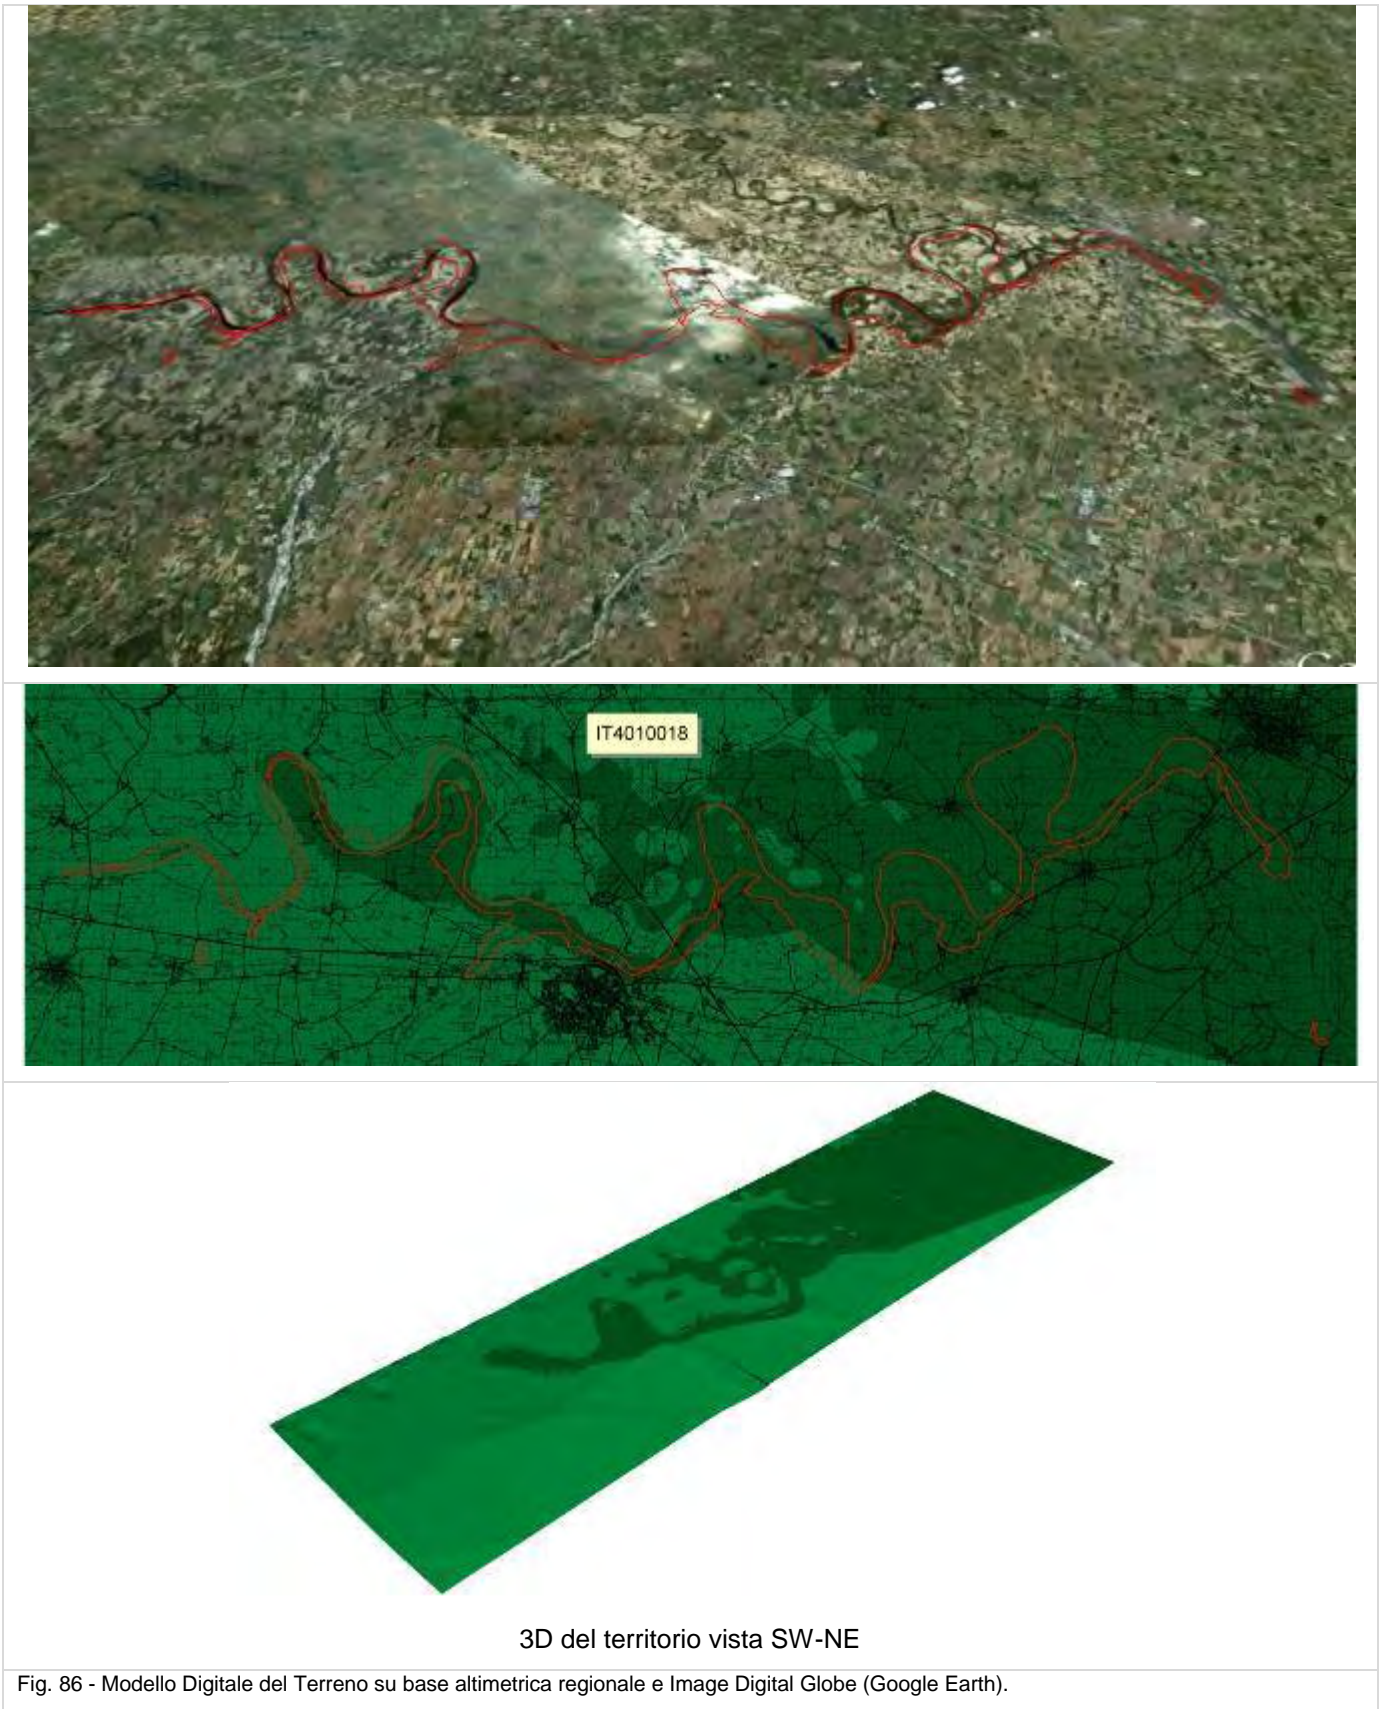 IT4010018
3D del territorio vista SW-NE
Fig. 86 - Modello Digitale del Terreno su base altimetrica regionale e Image Digital Globe (Google Earth).